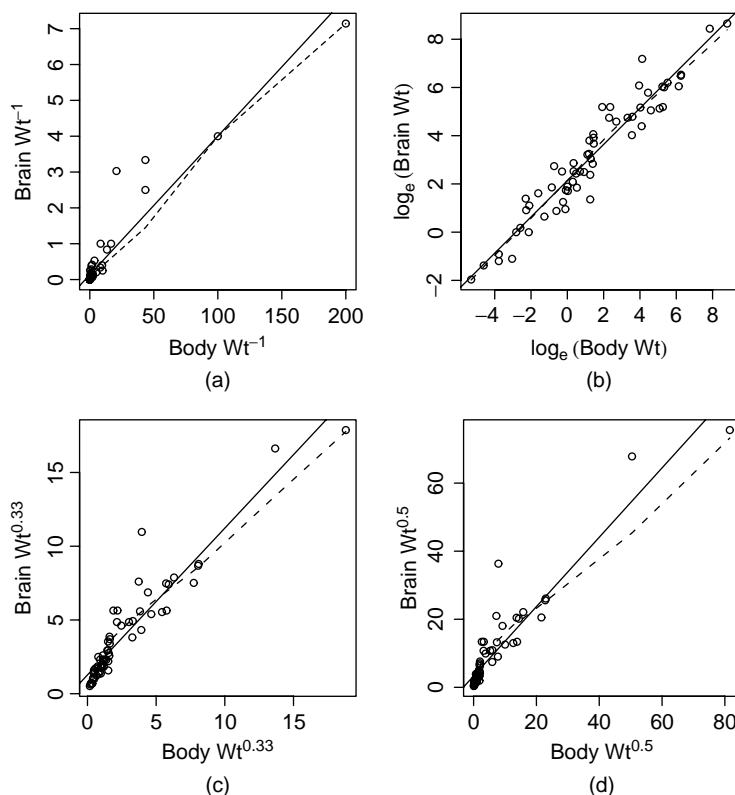 0 1 2 3 4 5 6 7
Brain Wt⁻¹
0 50 100 150 200
Body Wt⁻¹
(a)
−2 0 2 4 6 8
logₑ (Brain Wt)
−4 −2 0 2 4 6 8
logₑ (Body Wt)
(b)
0 5 10 15
Brain Wt^0.33
0 5 10 15
Body Wt^0.33
(c)
0 20 40 60
Brain Wt^0.5
0 20 40 60 80
Body Wt^0.5
(d)